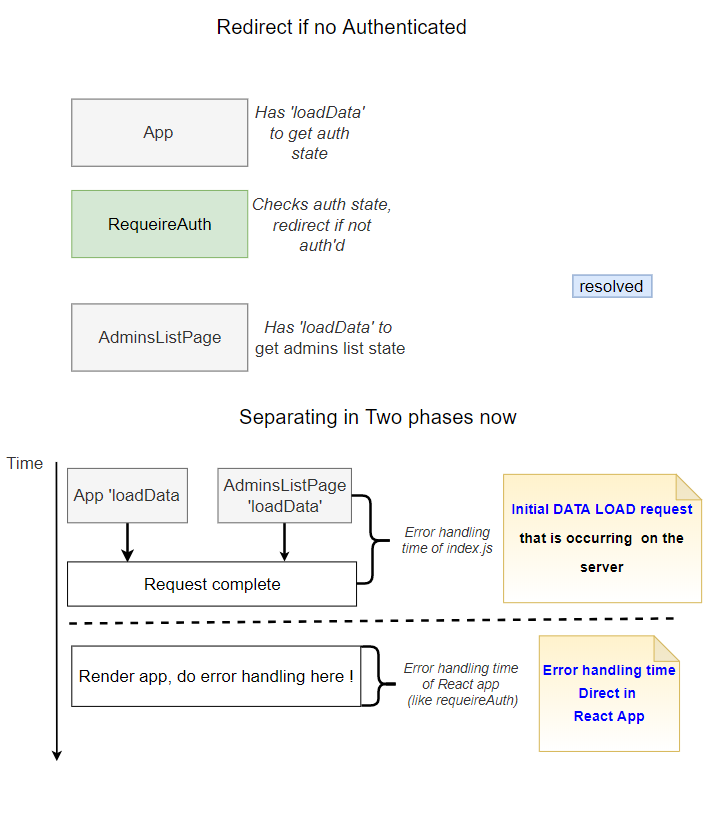 Redirect if no Authenticated
App
Has 'loadData'
to get auth
state
RequeireAuth
Checks auth state,
redirect if not
auth'd
resolved
AdminsListPage
Has 'loadData' to
get admins list state
Separating in Two phases now
Time
App 'loadData
AdminsListPage
'loadData'
Error handling
time of index.js
Initial DATA LOAD request
that is occurring on the
server
Request complete
Render app, do error handling here !
Error handling time
of React app
(like requeireAuth)
Error handling time
Direct in
React App